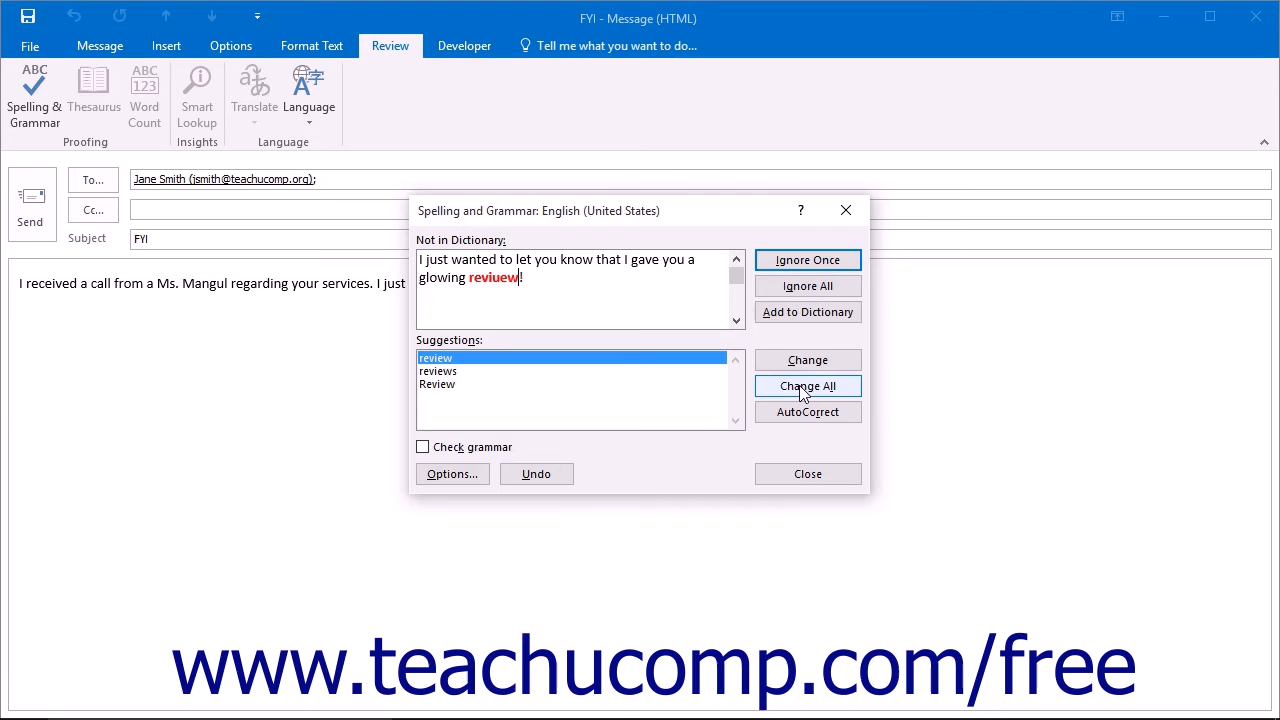 FYI - Message (HTML)
File Message Insert Options Format Text Review Developer Tell me what you want to do...
ABC
Spelling &
Grammar
Thesaurus
ABC
123
Word
Count
Proofing
Smart
Lookup
Insights
Translate
Language
Language
Send
To... Jane Smith (jsmith@teachucomp.org);
Cc...
Subject FYI
I received a call from a Ms. Mangul regarding your services. I just
Spelling and Grammar: English (United States) ?
Not in Dictionary:
I just wanted to let you know that I gave you a
glowing reviuew!
Ignore Once
Ignore All
Add to Dictionary
Suggestions:
review
reviews
Review
Change
Change All
AutoCorrect
Check grammar
Options... Undo Close
www.teachucomp.com/free